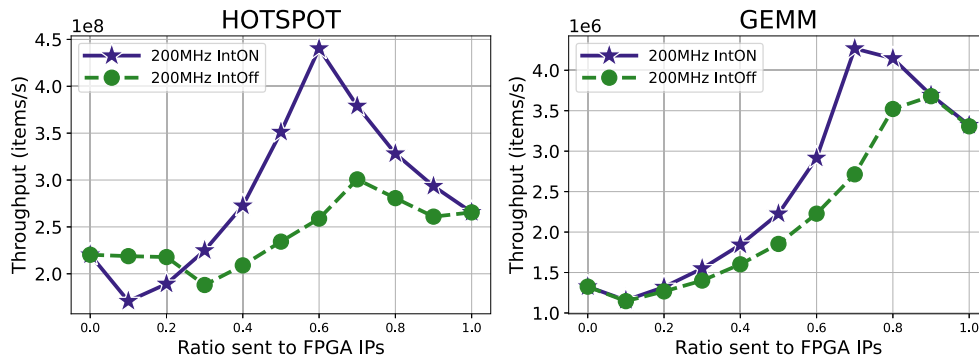 HOTSPOT
1e8
200MHz IntON
200MHz IntOff
Throughput (items/s)
4.5
4.0
3.5
3.0
2.5
2.0
0.0 0.2 0.4 0.6 0.8 1.0
Ratio sent to FPGA IPs
GEMM
1e6
200MHz IntON
200MHz IntOff
Throughput (items/s)
4.0
3.5
3.0
2.5
2.0
1.5
1.0
0.0 0.2 0.4 0.6 0.8 1.0
Ratio sent to FPGA IPs